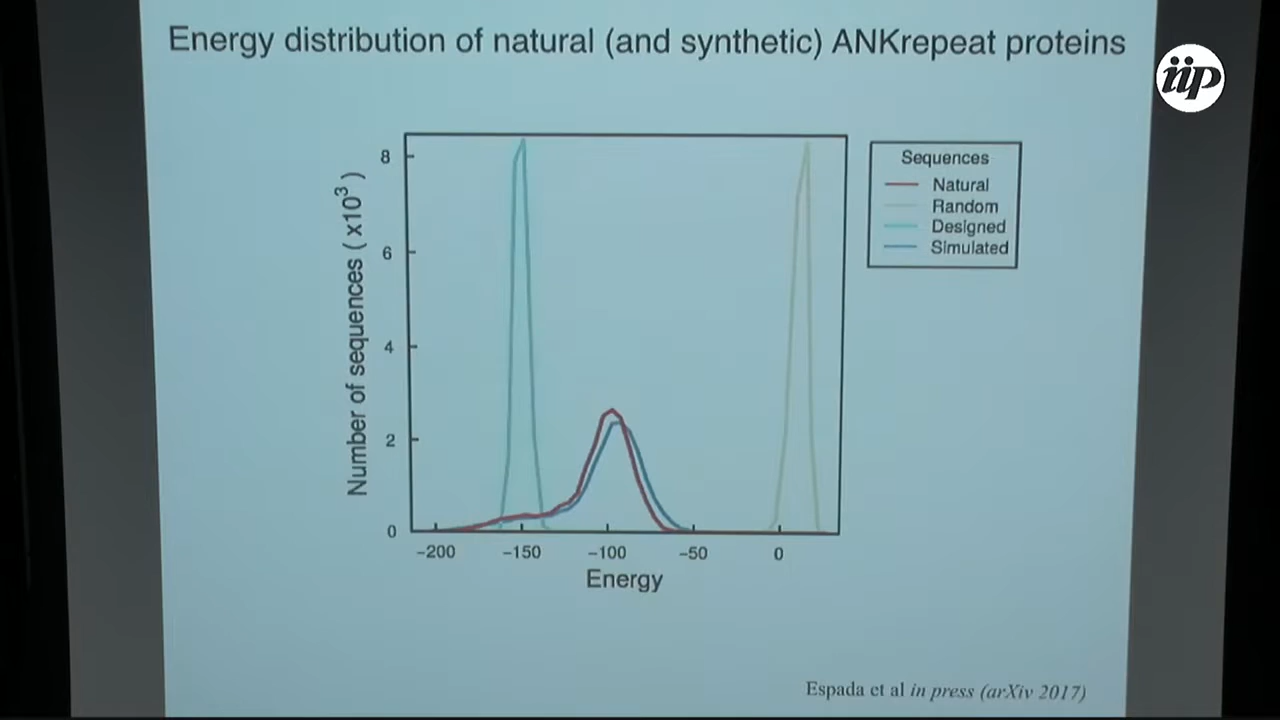 Energy distribution of natural (and synthetic) ANKrepeat proteins
iip
Number of sequences ( x10³ )
8
6
4
2
0
−200 −150 −100 −50 0
Energy
Sequences
Natural
Random
Designed
Simulated
Espada et al in press (arXiv 2017)